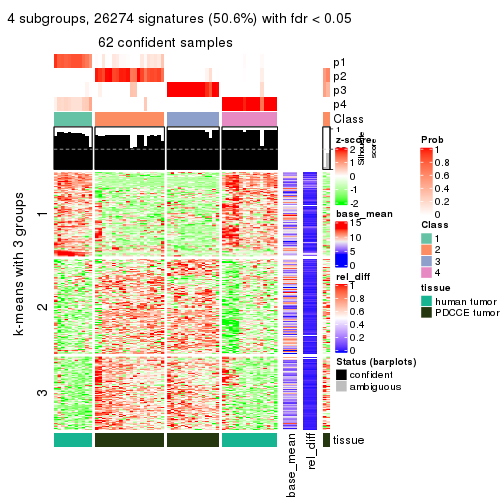 4 subgroups, 26274 signatures (50.6%) with fdr < 0.05
62 confident samples
p1
p2
p3
p4
Class
1
Silhouette
score
z-score
2
1
0
-1
-2
base_mean
15
10
5
0
rel_diff
1
0.8
0.6
0.4
0.2
0
Status (barplots)
confident
ambiguous
Prob
1
0.8
0.6
0.4
0.2
0
Class
1
2
3
4
tissue
human tumor
PDCCE tumor
k-means with 3 groups
1
2
3
base_mean
rel_diff
tissue